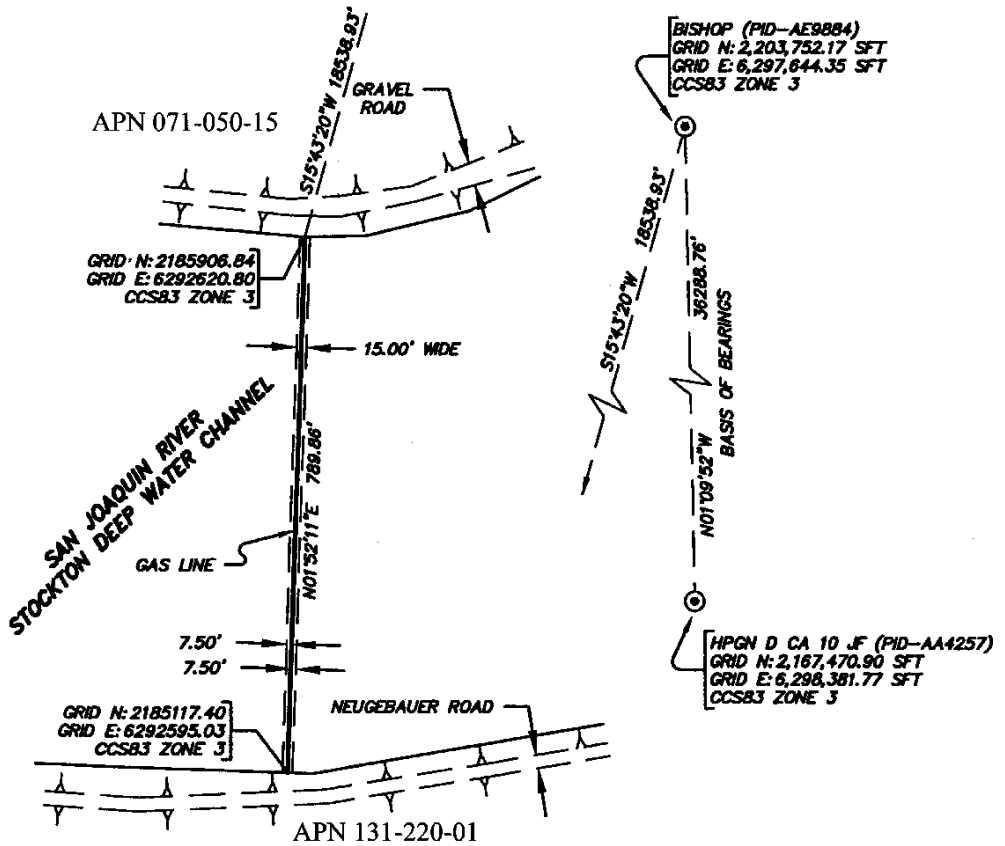 BISHOP (PID-AE9884)
GRID N: 2,203,752.17 SFT
GRID E: 6,297,644.35 SFT
CCS83 ZONE 3
S15°43'20"W 18538.93'
GRAVEL
ROAD
APN 071-050-15
GRID N: 2185906.84
GRID E: 6292620.80
CCS83 ZONE 3
15.00' WIDE
S15°43'20"W 18538.93'
36288.76'
N01°09'52"W
BASIS OF BEARINGS
SAN JOAQUIN RIVER
STOCKTON DEEP WATER CHANNEL
N01°52'11"E 789.86'
GAS LINE
7.50'
7.50'
HPGN D CA 10 JF (PID-AA4257)
GRID N: 2,167,470.90 SFT
GRID E: 6,298,381.77 SFT
CCS83 ZONE 3
GRID N: 2185117.40
GRID E: 6292595.03
CCS83 ZONE 3
NEUGEBAUER ROAD
APN 131-220-01